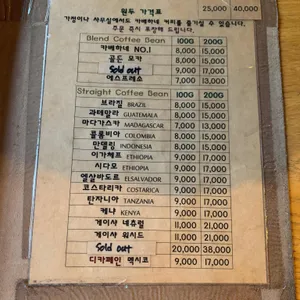 25,000 40,000
원두 가격표
가정이나 사무실에서도 카페하네 커피를 즐기실 수 있습니다.
주문 즉시 포장해 드립니다.
Blend Coffee Bean 100G 200G
카페하네 NO.1 8,000 15,000
골든 모카 8,000 15,000
Sold out 9,000 17,000
에스프레소 7,000 13,000
Straight Coffee Bean 100G 200G
브라질 BRAZIL 8,000 15,000
과테말라 GUATEMALA 8,000 15,000
마다가스카 MADAGASCAR 7,000 13,000
콜롬비아 COLOMBIA 8,000 15,000
만델링 INDONESIA 8,000 15,000
이가체프 ETHIOPIA 9,000 17,000
시다모 ETHIOPIA 9,000 17,000
엘살바도르 ELSALVADOR 9,000 17,000
코스타리카 COSTARICA 9,000 17,000
탄자니아 TANZANIA 9,000 17,000
케냐 KENYA 9,000 17,000
게이샤 네츄럴 11,000 21,000
게이샤 워시드 11,000 21,000
Sold out 20,000 38,000
디카페인 멕시코 9,000 17,000